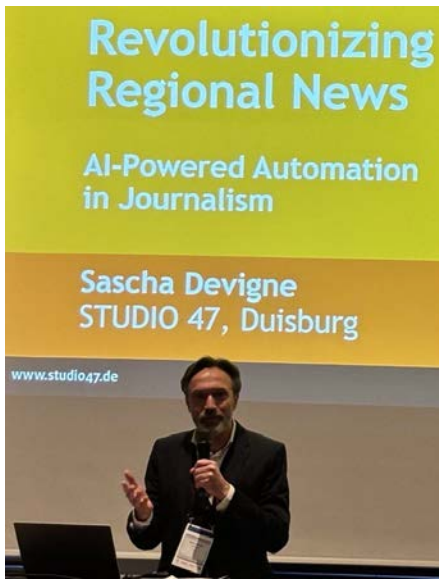 Revolutionizing
Regional News
AI-Powered Automation
in Journalism
Sascha Devigne
STUDIO 47, Duisburg
www.studio47.de